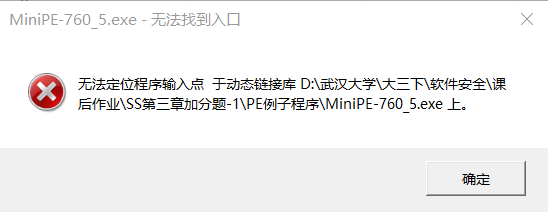 MiniPE-760_5.exe - 无法找到入口
无法定位程序输入点  于动态链接库 D:\武汉大学\大三下\软件安全\课
后作业\SS第三章加分题-1\PE例子程序\MiniPE-760_5.exe 上。
确定